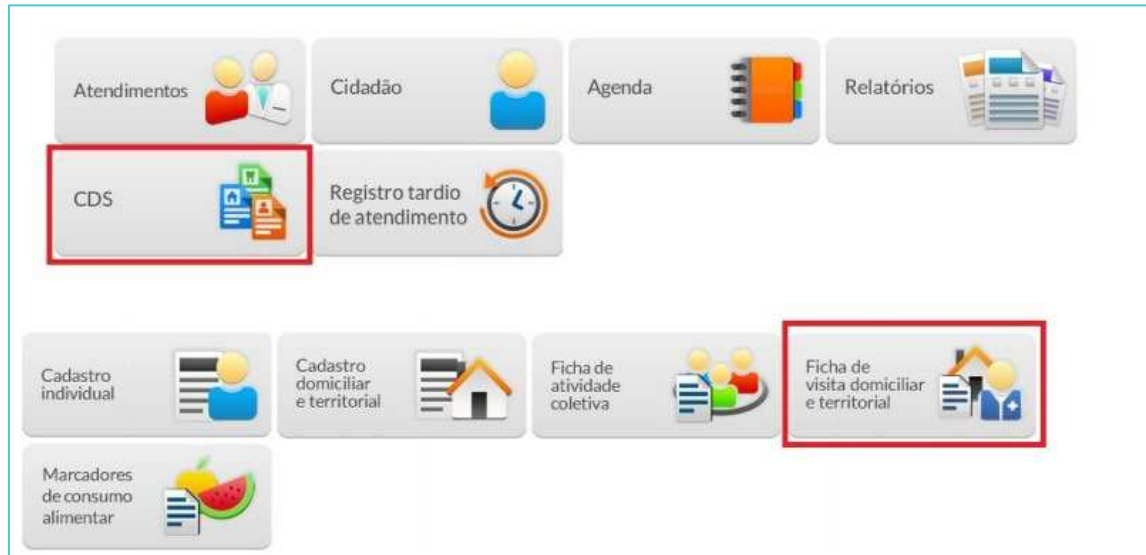 Atendimentos
Cidadão
Agenda
Relatórios
CDS
Registro tardio
de atendimento
Cadastro
individual
Cadastro
domiciliar
e territorial
Ficha de
atividade
coletiva
Ficha de
visita domiciliar
e territorial
Marcadores
de consumo
alimentar